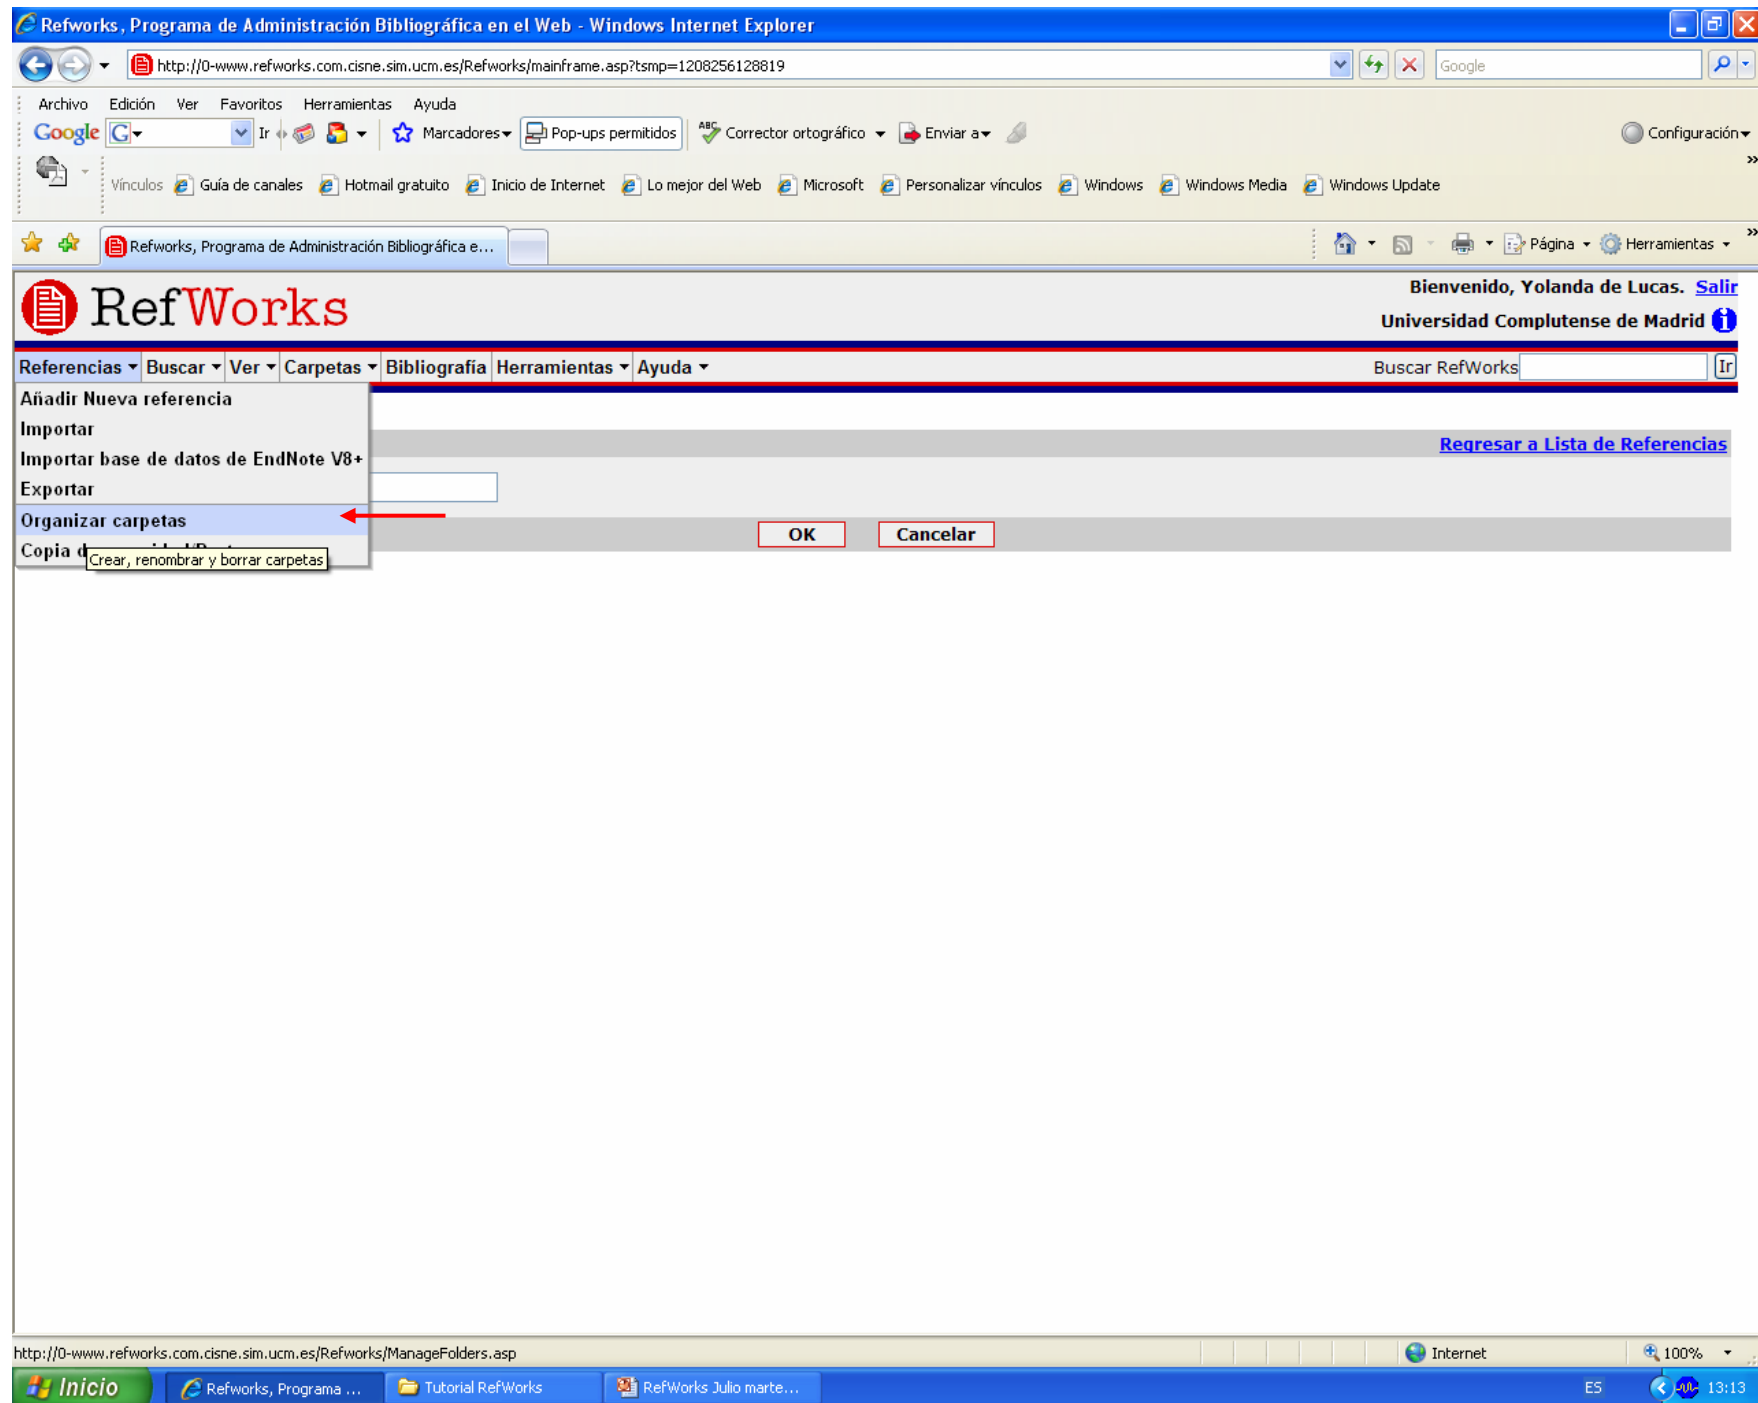 Refworks, Programa de Administración Bibliográfica en el Web - Windows Internet Explorer
http://0-www.refworks.com.cisne.sim.ucm.es/Refworks/mainframe.asp?tsmp=1208256128819
Google
Archivo Edición Ver Favoritos Herramientas Ayuda
Google G Ir Marcadores Pop-ups permitidos ABC Corrector ortográfico Enviar a Configuración
»
Vínculos Guía de canales Hotmail gratuito Inicio de Internet Lo mejor del Web Microsoft Personalizar vínculos Windows Windows Media Windows Update
Refworks, Programa de Administración Bibliográfica e... Página Herramientas »
RefWorks
Bienvenido, Yolanda de Lucas. Salir
Universidad Complutense de Madrid i
Referencias Buscar Ver Carpetas Bibliografía Herramientas Ayuda Buscar RefWorks Ir
Añadir Nueva referencia
Importar
Regresar a Lista de Referencias
Importar base de datos de EndNote V8+
Exportar
Organizar carpetas
OK Cancelar
Copia
Crear, renombrar y borrar carpetas
http://0-www.refworks.com.cisne.sim.ucm.es/Refworks/ManageFolders.asp Internet 100%
Inicio Refworks, Programa ... Tutorial RefWorks RefWorks Julio marte... ES 13:13